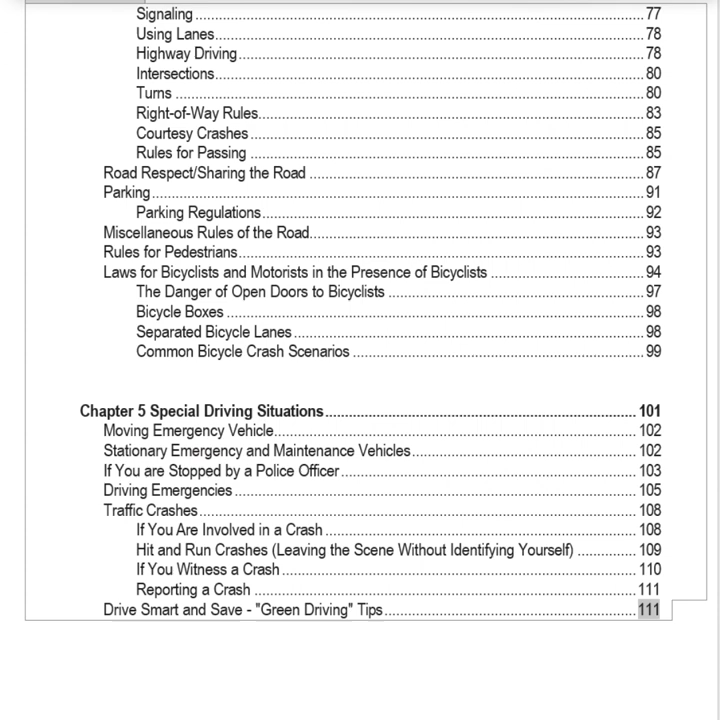 Signaling ........ 77
Using Lanes ........ 78
Highway Driving ........ 78
Intersections ........ 80
Turns ........ 80
Right-of-Way Rules ........ 83
Courtesy Crashes ........ 85
Rules for Passing ........ 85
Road Respect/Sharing the Road ........ 87
Parking ........ 91
Parking Regulations ........ 92
Miscellaneous Rules of the Road ........ 93
Rules for Pedestrians ........ 93
Laws for Bicyclists and Motorists in the Presence of Bicyclists ........ 94
The Danger of Open Doors to Bicyclists ........ 97
Bicycle Boxes ........ 98
Separated Bicycle Lanes ........ 98
Common Bicycle Crash Scenarios ........ 99
Chapter 5 Special Driving Situations ........ 101
Moving Emergency Vehicle ........ 102
Stationary Emergency and Maintenance Vehicles ........ 102
If You are Stopped by a Police Officer ........ 103
Driving Emergencies ........ 105
Traffic Crashes ........ 108
If You Are Involved in a Crash ........ 108
Hit and Run Crashes (Leaving the Scene Without Identifying Yourself) ........ 109
If You Witness a Crash ........ 110
Reporting a Crash ........ 111
Drive Smart and Save - "Green Driving" Tips ........ 111